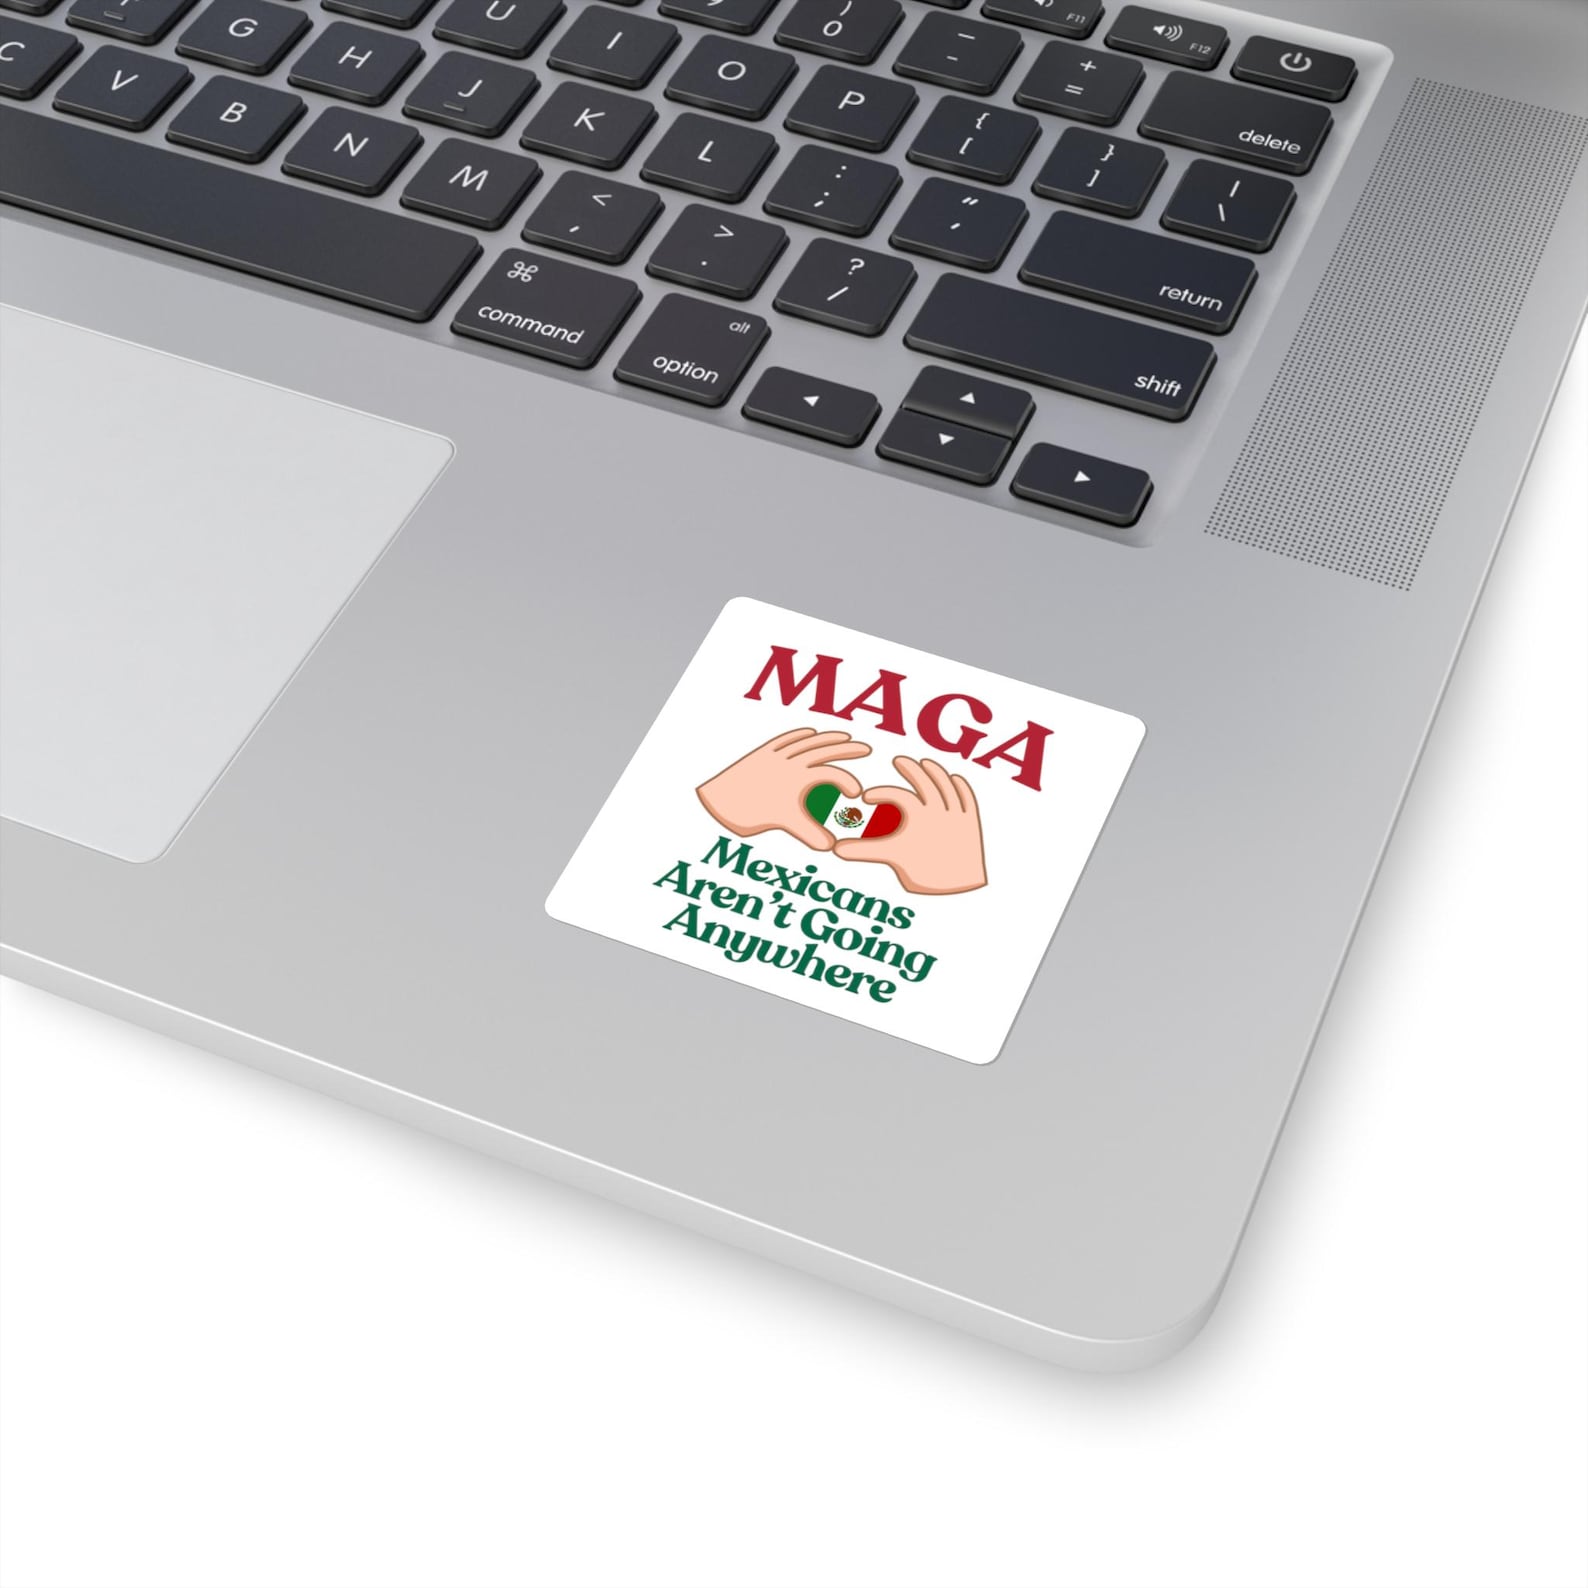 U
)
0
F11
F12
G
H
I
O
P
_
-
+
=
delete
C
V
B
J
K
L
:
;
{
[
}
]
|
\
N
M
<
,
>
.
?
/
"
'
return
command
alt
option
shift
MAGA
Mexicans
Aren't Going
Anywhere